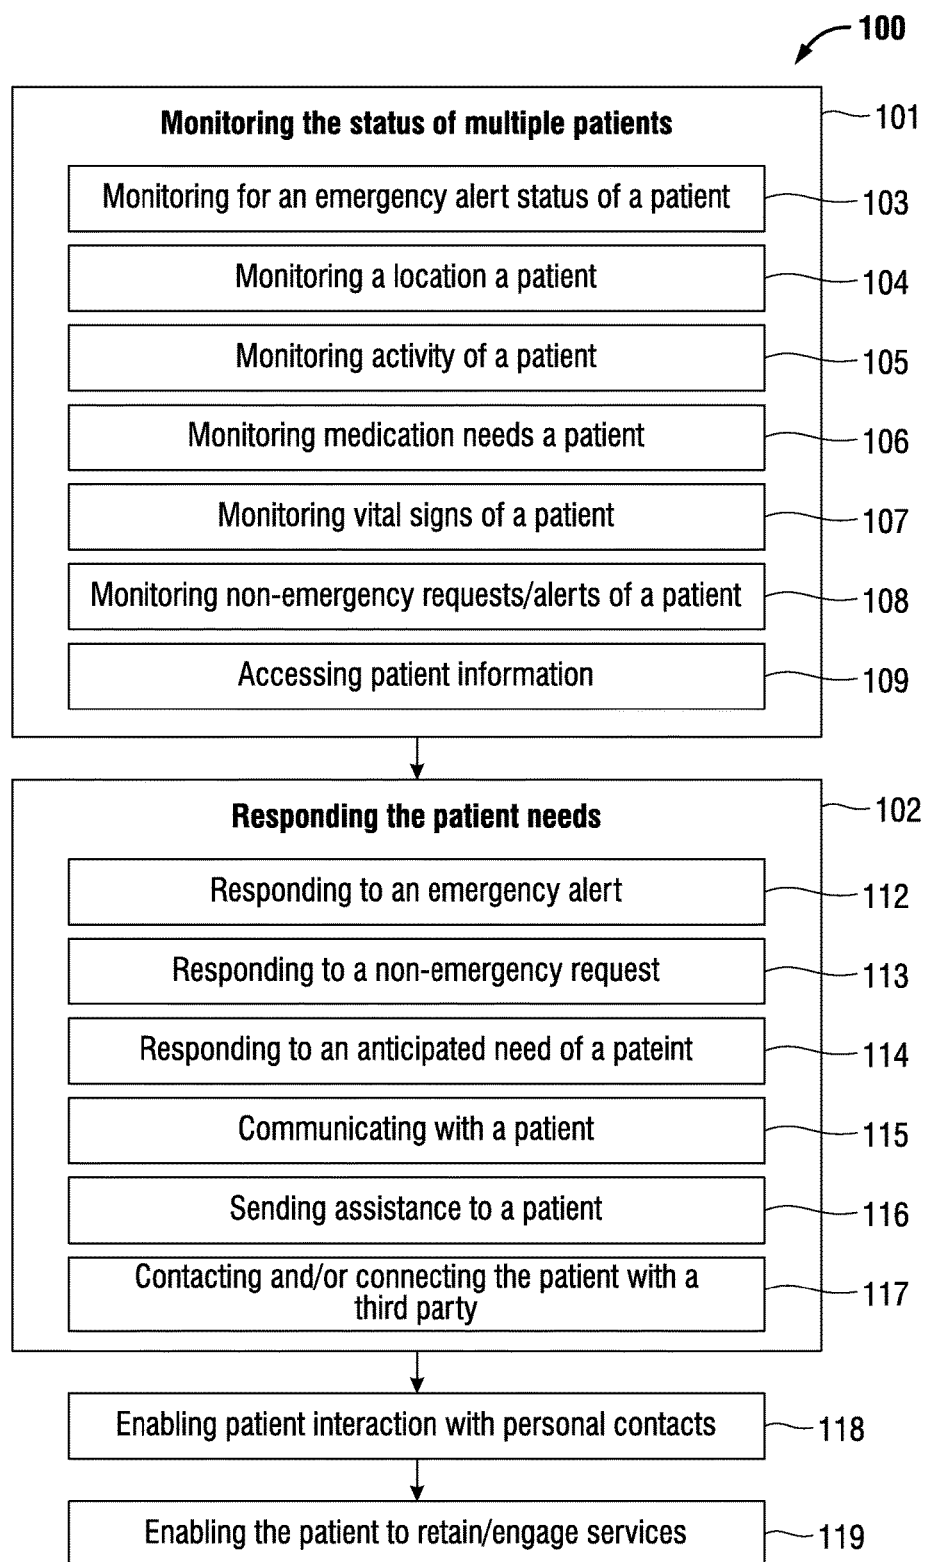 100
Monitoring the status of multiple patients
101
Monitoring for an emergency alert status of a patient
103
Monitoring a location a patient
104
Monitoring activity of a patient
105
Monitoring medication needs a patient
106
Monitoring vital signs of a patient
107
Monitoring non-emergency requests/alerts of a patient
108
Accessing patient information
109
Responding the patient needs
102
Responding to an emergency alert
112
Responding to a non-emergency request
113
Responding to an anticipated need of a pateint
114
Communicating with a patient
115
Sending assistance to a patient
116
Contacting and/or connecting the patient with a
third party
117
Enabling patient interaction with personal contacts
118
Enabling the patient to retain/engage services
119